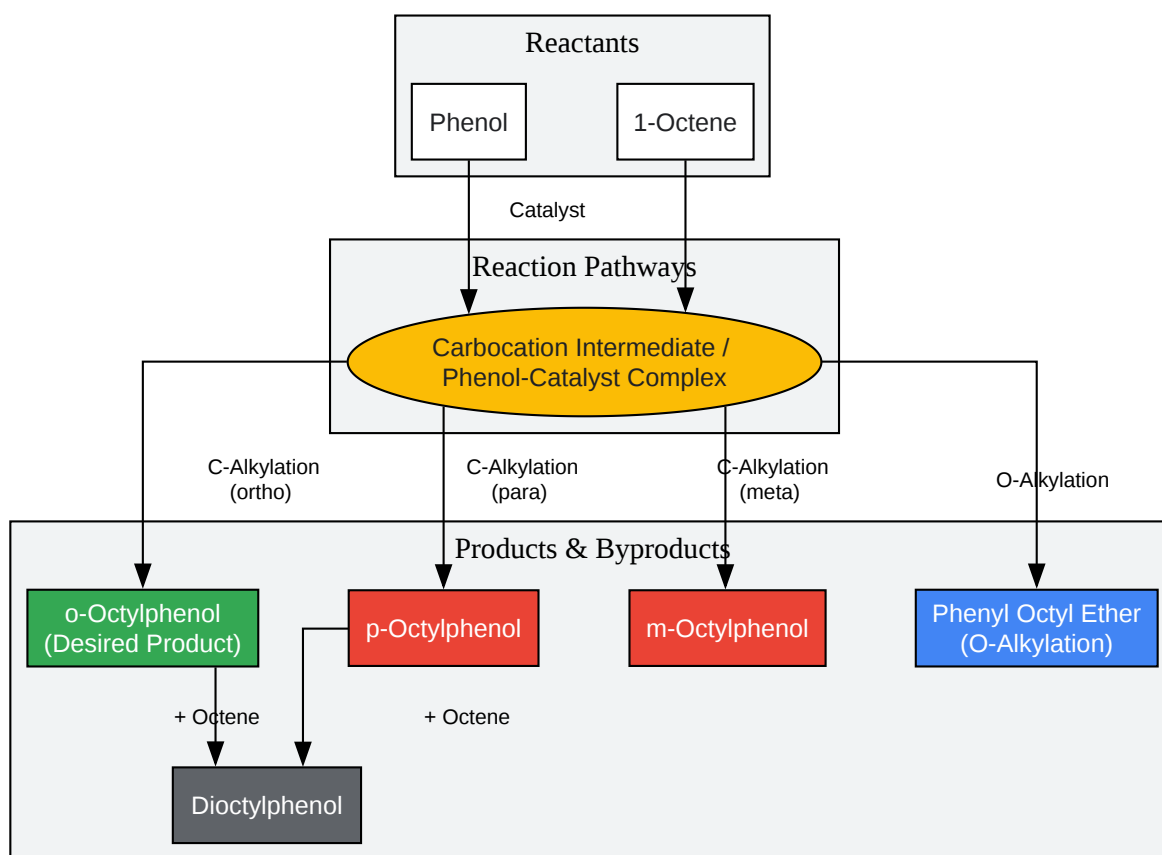 Reactants
Phenol
1-Octene
Catalyst
Reaction Pathways
Carbocation Intermediate /
Phenol-Catalyst Complex
C-Alkylation
(ortho)
C-Alkylation
(para)
C-Alkylation
(meta)
O-Alkylation
Products & Byproducts
o-Octylphenol
(Desired Product)
p-Octylphenol
m-Octylphenol
Phenyl Octyl Ether
(O-Alkylation)
+ Octene
+ Octene
Dioctylphenol